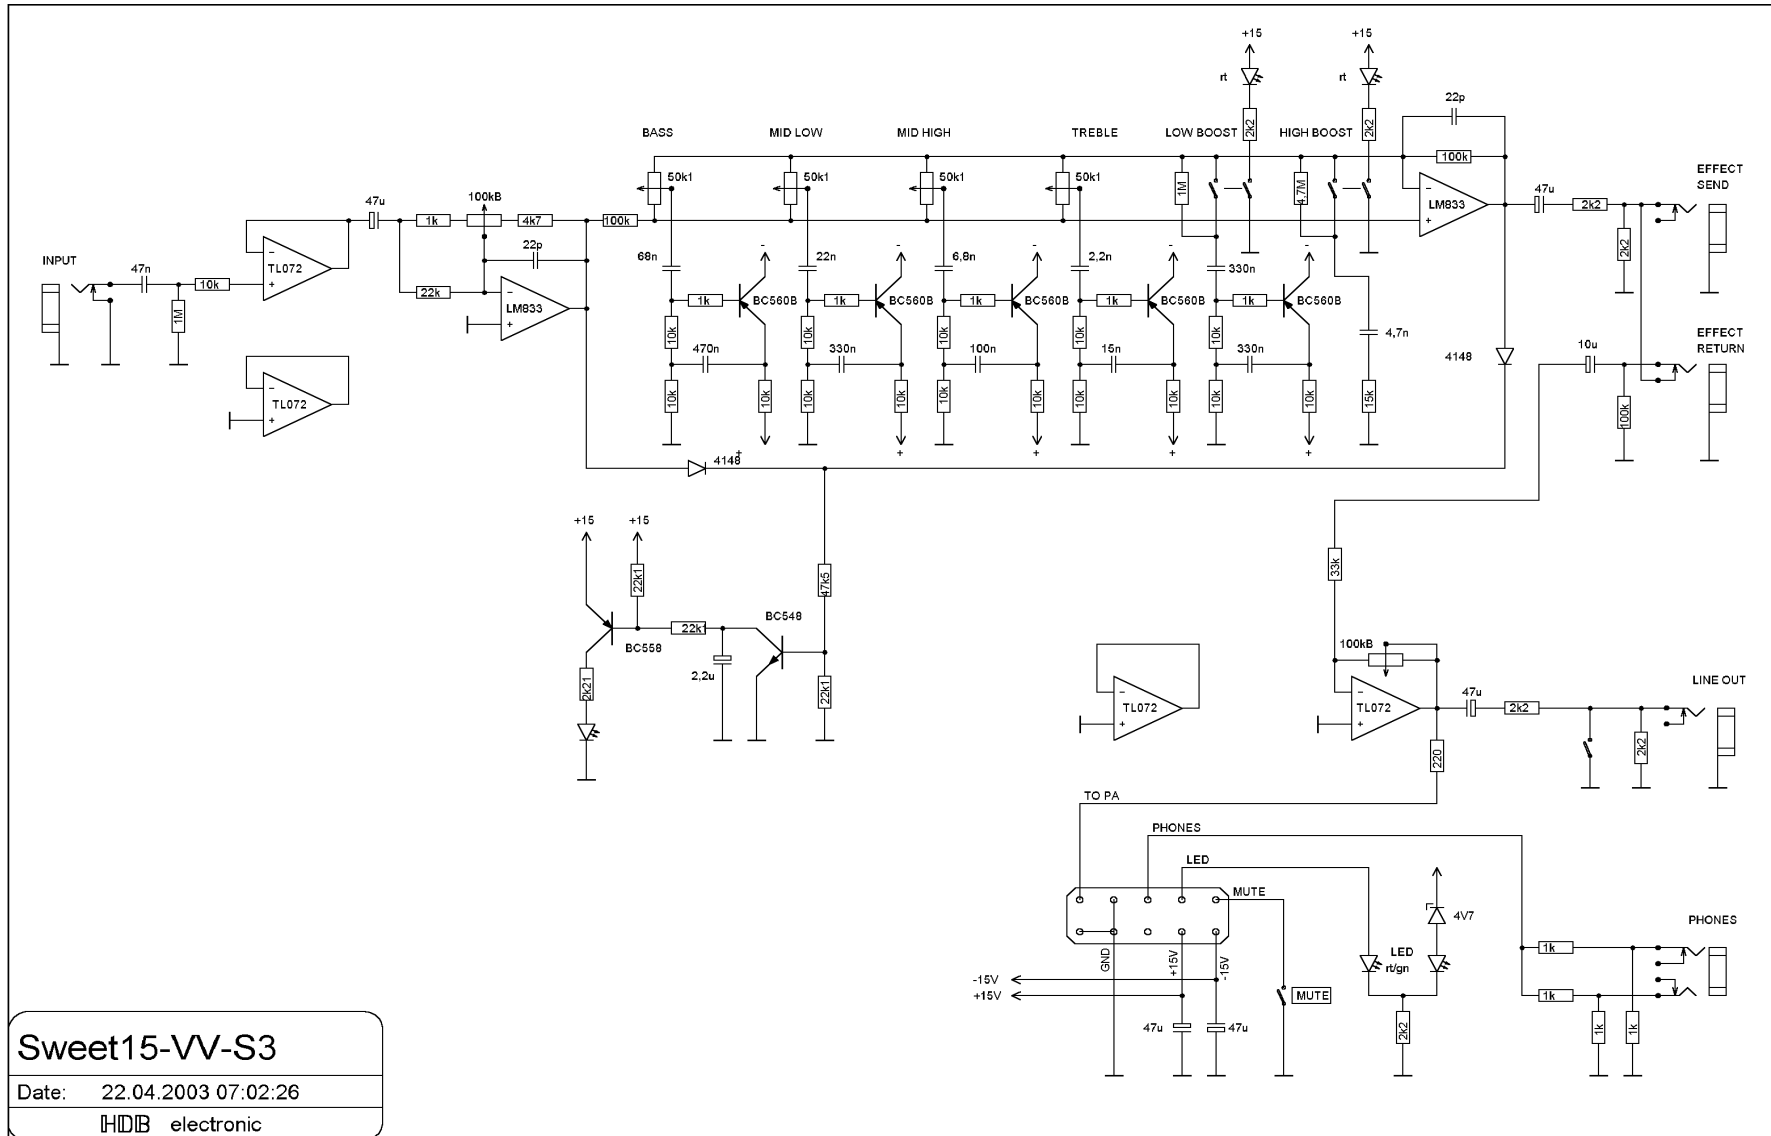 +15 +15
rt rt
2k2 2k2
22p
BASS MID LOW MID HIGH TREBLE LOW BOOST HIGH BOOST
100k
EFFECT SEND
50k1 50k1 50k1 50k1 1M 4,7M
47u 1k 100kB 4k7 100k
- + LM833
47u 2k2
2k2
INPUT
47n 10k
1M
- + TL072
22k 22p
- + LM833
68n 22n 6,8n 2,2n 330n
- - - - -
1k BC560B 1k BC560B 1k BC560B 1k BC560B 1k BC560B
10k 10k 10k 10k 10k
4,7n
470n 330n 100n 15n 330n
10k 10k 10k 10k 10k 10k 10k 10k 10k 10k 15k
+ + + + +
4148
10u
EFFECT RETURN
100k
- + TL072
4148
+15 +15
22k1
47k5
33k
BC548
22k1
BC558
2,2u
2k21
22k1
100kB
- + TL072
- + TL072
47u 2k2
LINE OUT
2k2
220
TO PA
PHONES
LED
MUTE
4V7
PHONES
GND +15V -15V
LED
rt/gn
1k
-15V
+15V
MUTE
1k
47u 47u
2k2
1k 1k
Sweet15-VV-S3
Date: 22.04.2003 07:02:26
HDB electronic